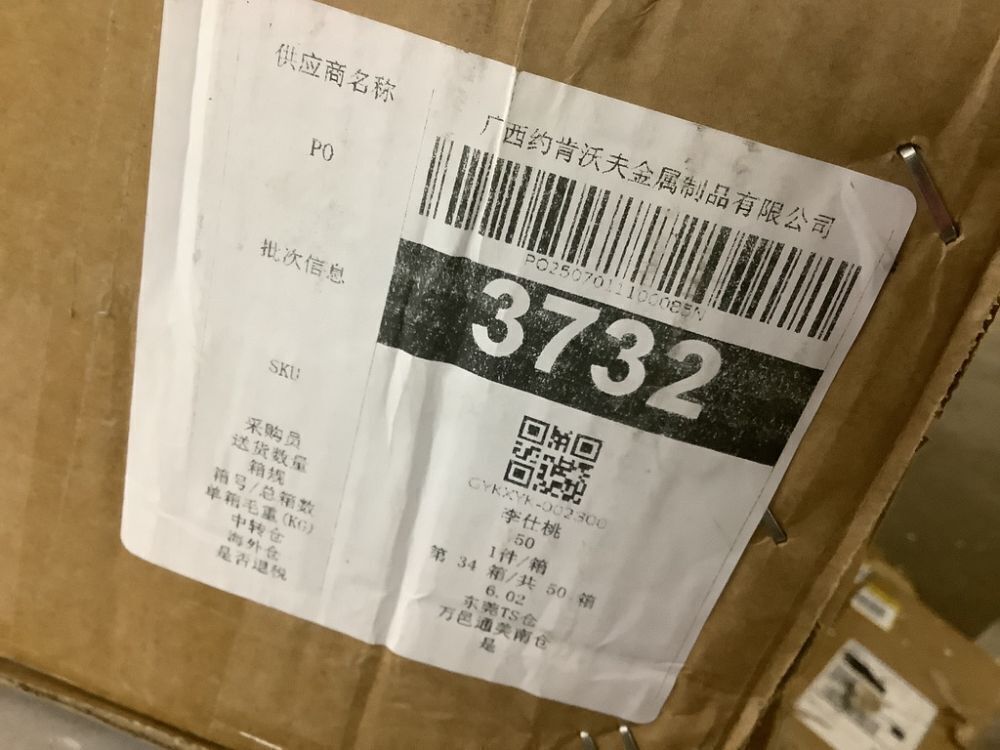 供应商名称 广西约肯沃夫金属制品有限公司
PO PO25070111100085N
批次信息 3732
SKU GYKXYK-002300
采购员 李仕桃
送货数量 50
箱规 1件/箱
箱号/总箱数 第 34 箱/共 50 箱
单箱毛重(KG) 6.02
中转仓 东莞TS仓
海外仓 万邑通美南仓
是否退税 是